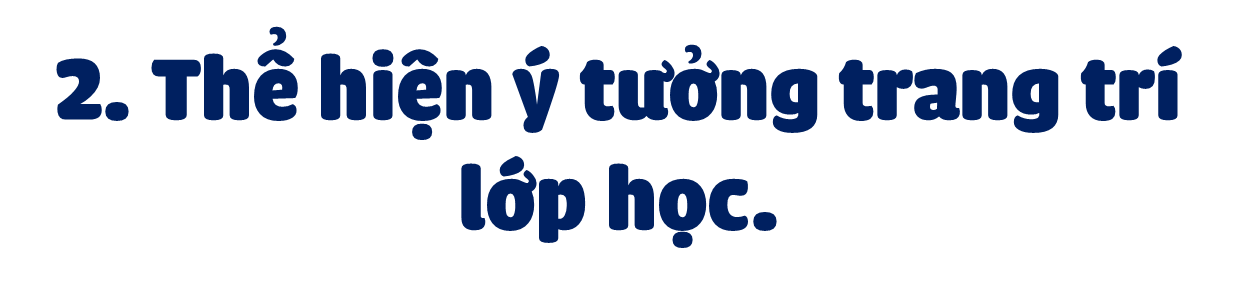 2. Thể hiện ý tưởng trang trí
lớp học.